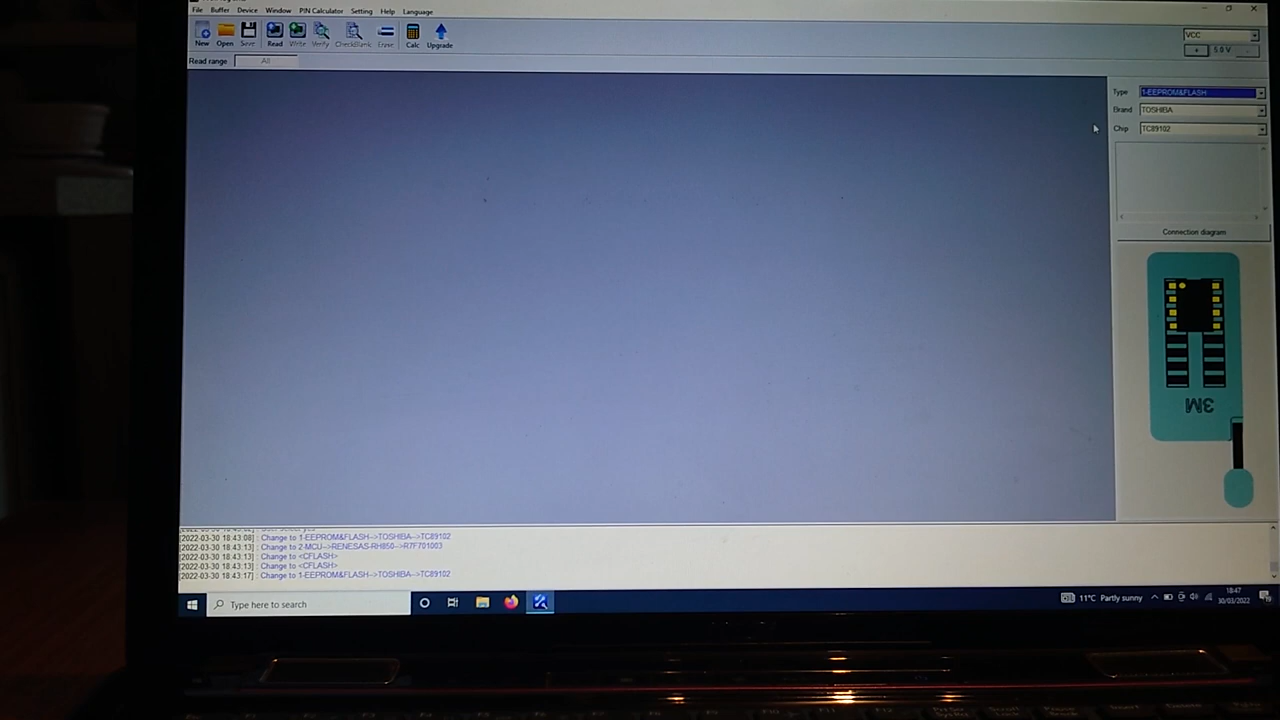 File Buffer Device Window PIN Calculator Setting Help Language
New Open Save Read Write Verify CheckBlank Erase Calc Upgrade
VCC
+ 5.0 V -
Read range All
Type 1-EEPROM&FLASH
Brand TOSHIBA
Chip TC89102
Connection diagram
3M
[2022-03-30 18:43:08] : Change to 1-EEPROM&FLASH-->TOSHIBA-->TC89102
[2022-03-30 18:43:13] : Change to 2-MCU-->RENESAS-RH850-->R7F701003
[2022-03-30 18:43:13] : Change to <CFLASH>
[2022-03-30 18:43:13] : Change to <CFLASH>
[2022-03-30 18:43:17] : Change to 1-EEPROM&FLASH-->TOSHIBA-->TC89102
Type here to search
11°C Partly sunny
18:47
30/03/2022